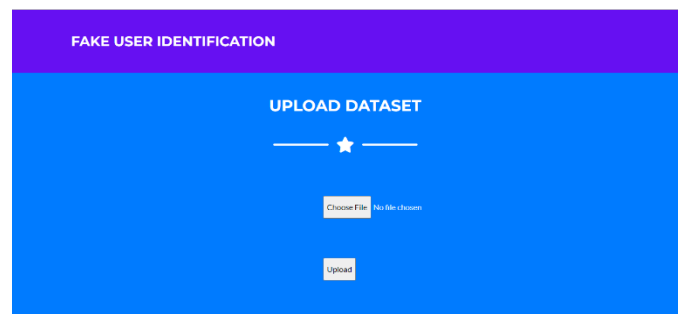 FAKE USER IDENTIFICATION
UPLOAD DATASET
Choose File No file chosen
Upload